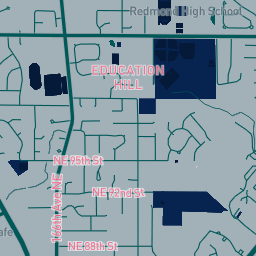 Redmond High School
EDUCATION
HILL
NE 95th St
NE 92nd St
166th Ave NE
NE 88th St